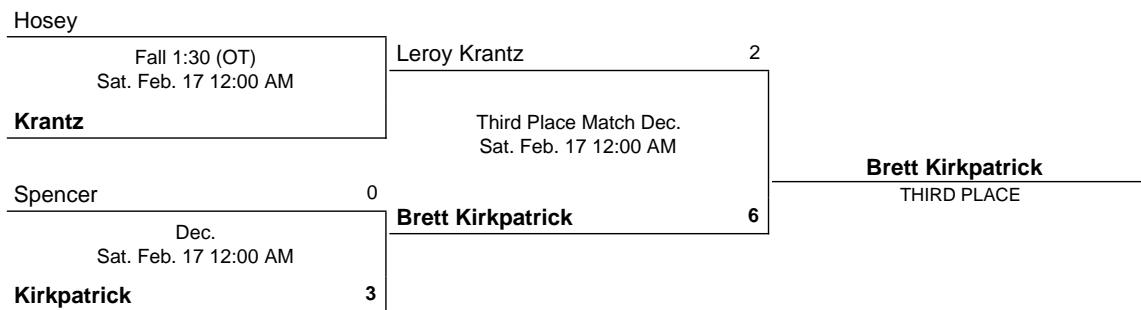 Hosey
Fall 1:30 (OT)
Sat. Feb. 17 12:00 AM
Krantz
Leroy Krantz 2
Third Place Match Dec.
Sat. Feb. 17 12:00 AM
Brett Kirkpatrick 6
Spencer 0
Dec.
Sat. Feb. 17 12:00 AM
Kirkpatrick 3
Brett Kirkpatrick
THIRD PLACE